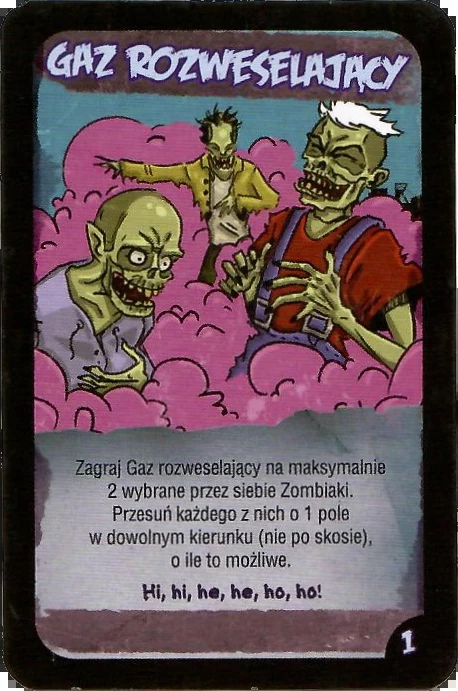 GAZ ROZWESELAJĄCY
Zagraj Gaz rozweselający na maksymalnie
2 wybrane przez siebie Zombiaki.
Przesuń każdego z nich o 1 pole
w dowolnym kierunku (nie po skosie),
o ile to możliwe.
Hi, hi, he, he, ho, ho!
1